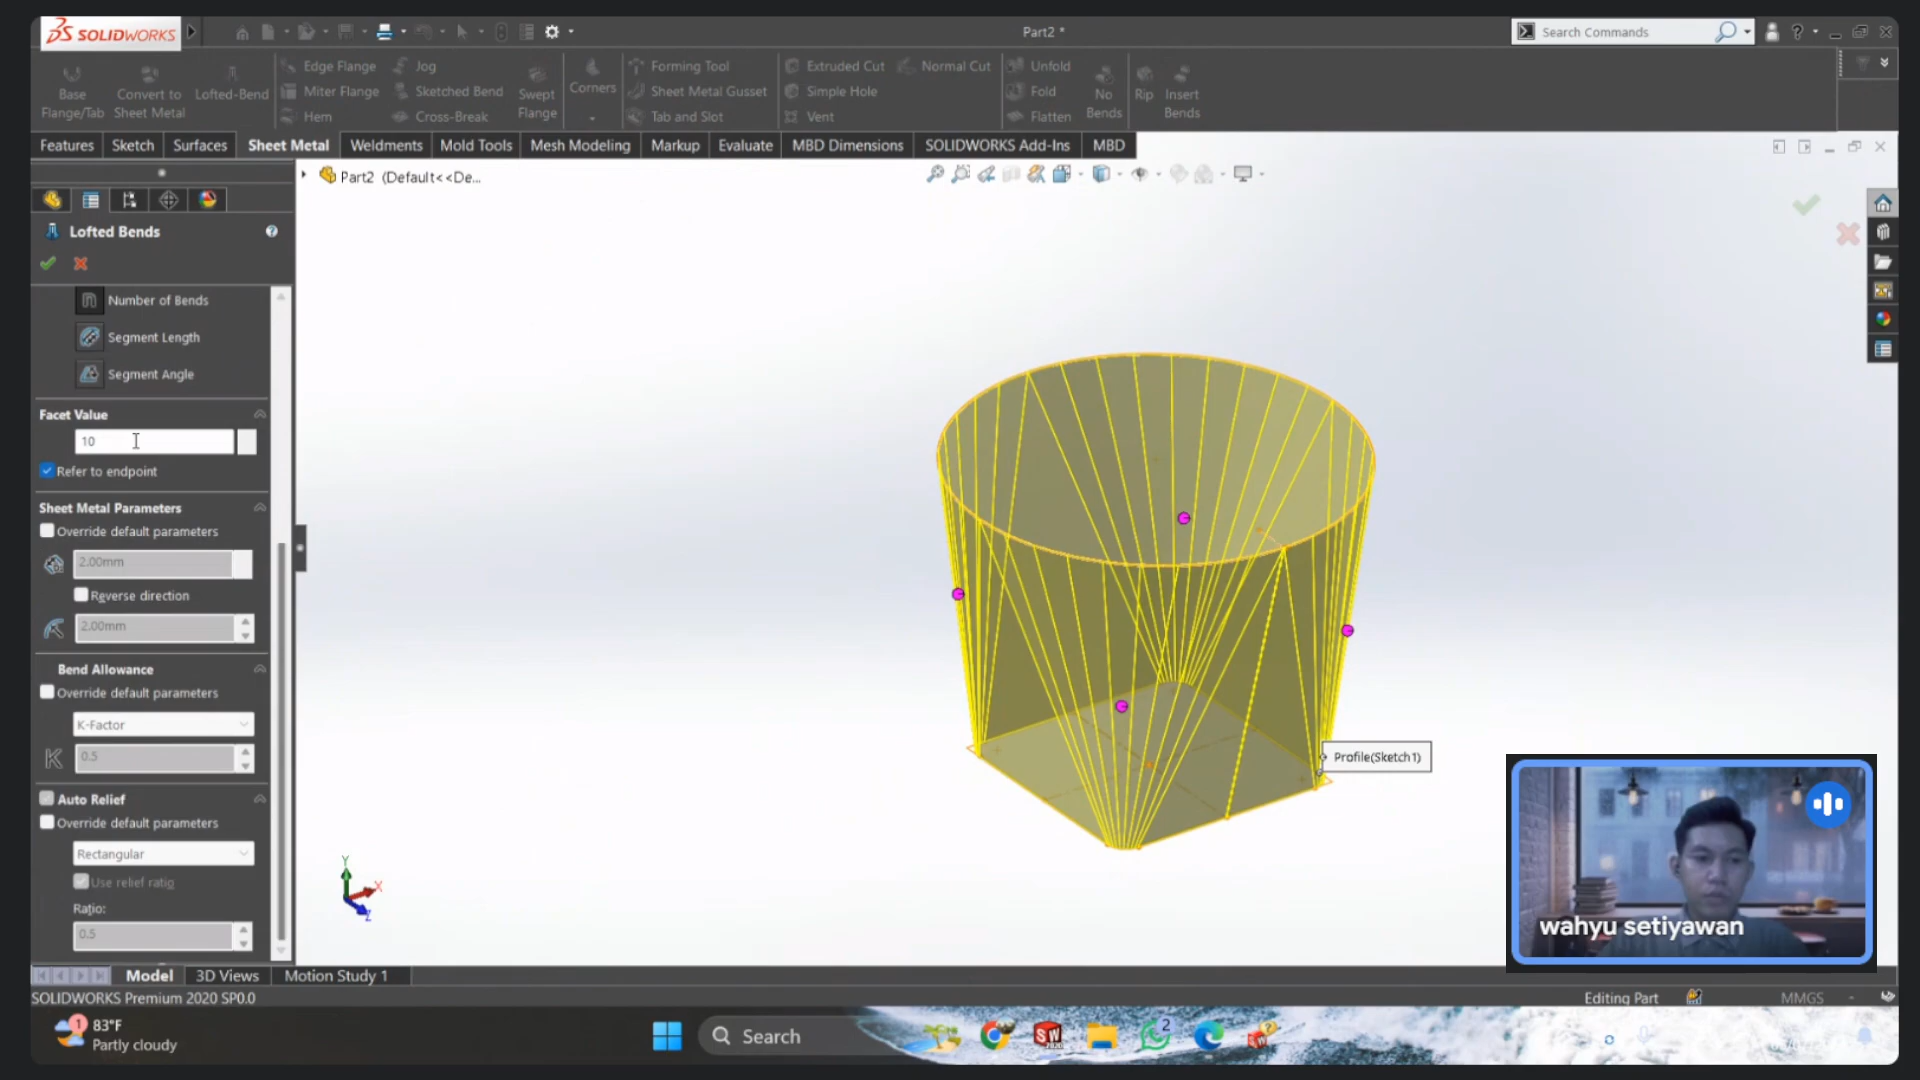 SOLIDWORKS
Part2 *
Search Commands
Base Flange/Tab
Convert to Sheet Metal
Lofted-Bend
Edge Flange
Miter Flange
Hem
Jog
Sketched Bend
Cross-Break
Swept Flange
Corners
Forming Tool
Sheet Metal Gusset
Tab and Slot
Extruded Cut
Simple Hole
Vent
Normal Cut
Unfold
Fold
Flatten
No Bends
Rip
Insert Bends
Features
Sketch
Surfaces
Sheet Metal
Weldments
Mold Tools
Mesh Modeling
Markup
Evaluate
MBD Dimensions
SOLIDWORKS Add-Ins
MBD
Part2 (Default<<De...
Lofted Bends
Number of Bends
Segment Length
Segment Angle
Facet Value
10
Refer to endpoint
Sheet Metal Parameters
Override default parameters
2.00mm
Reverse direction
2.00mm
Bend Allowance
Override default parameters
K-Factor
K
0.5
Auto Relief
Override default parameters
Rectangular
Use relief ratio
Ratio:
0.5
Y
X
Z
Profile(Sketch1)
wahyu setiyawan
Model
3D Views
Motion Study 1
SOLIDWORKS Premium 2020 SP0.0
Editing Part
MMGS
1
83°F
Partly cloudy
Search
SW
2020
2